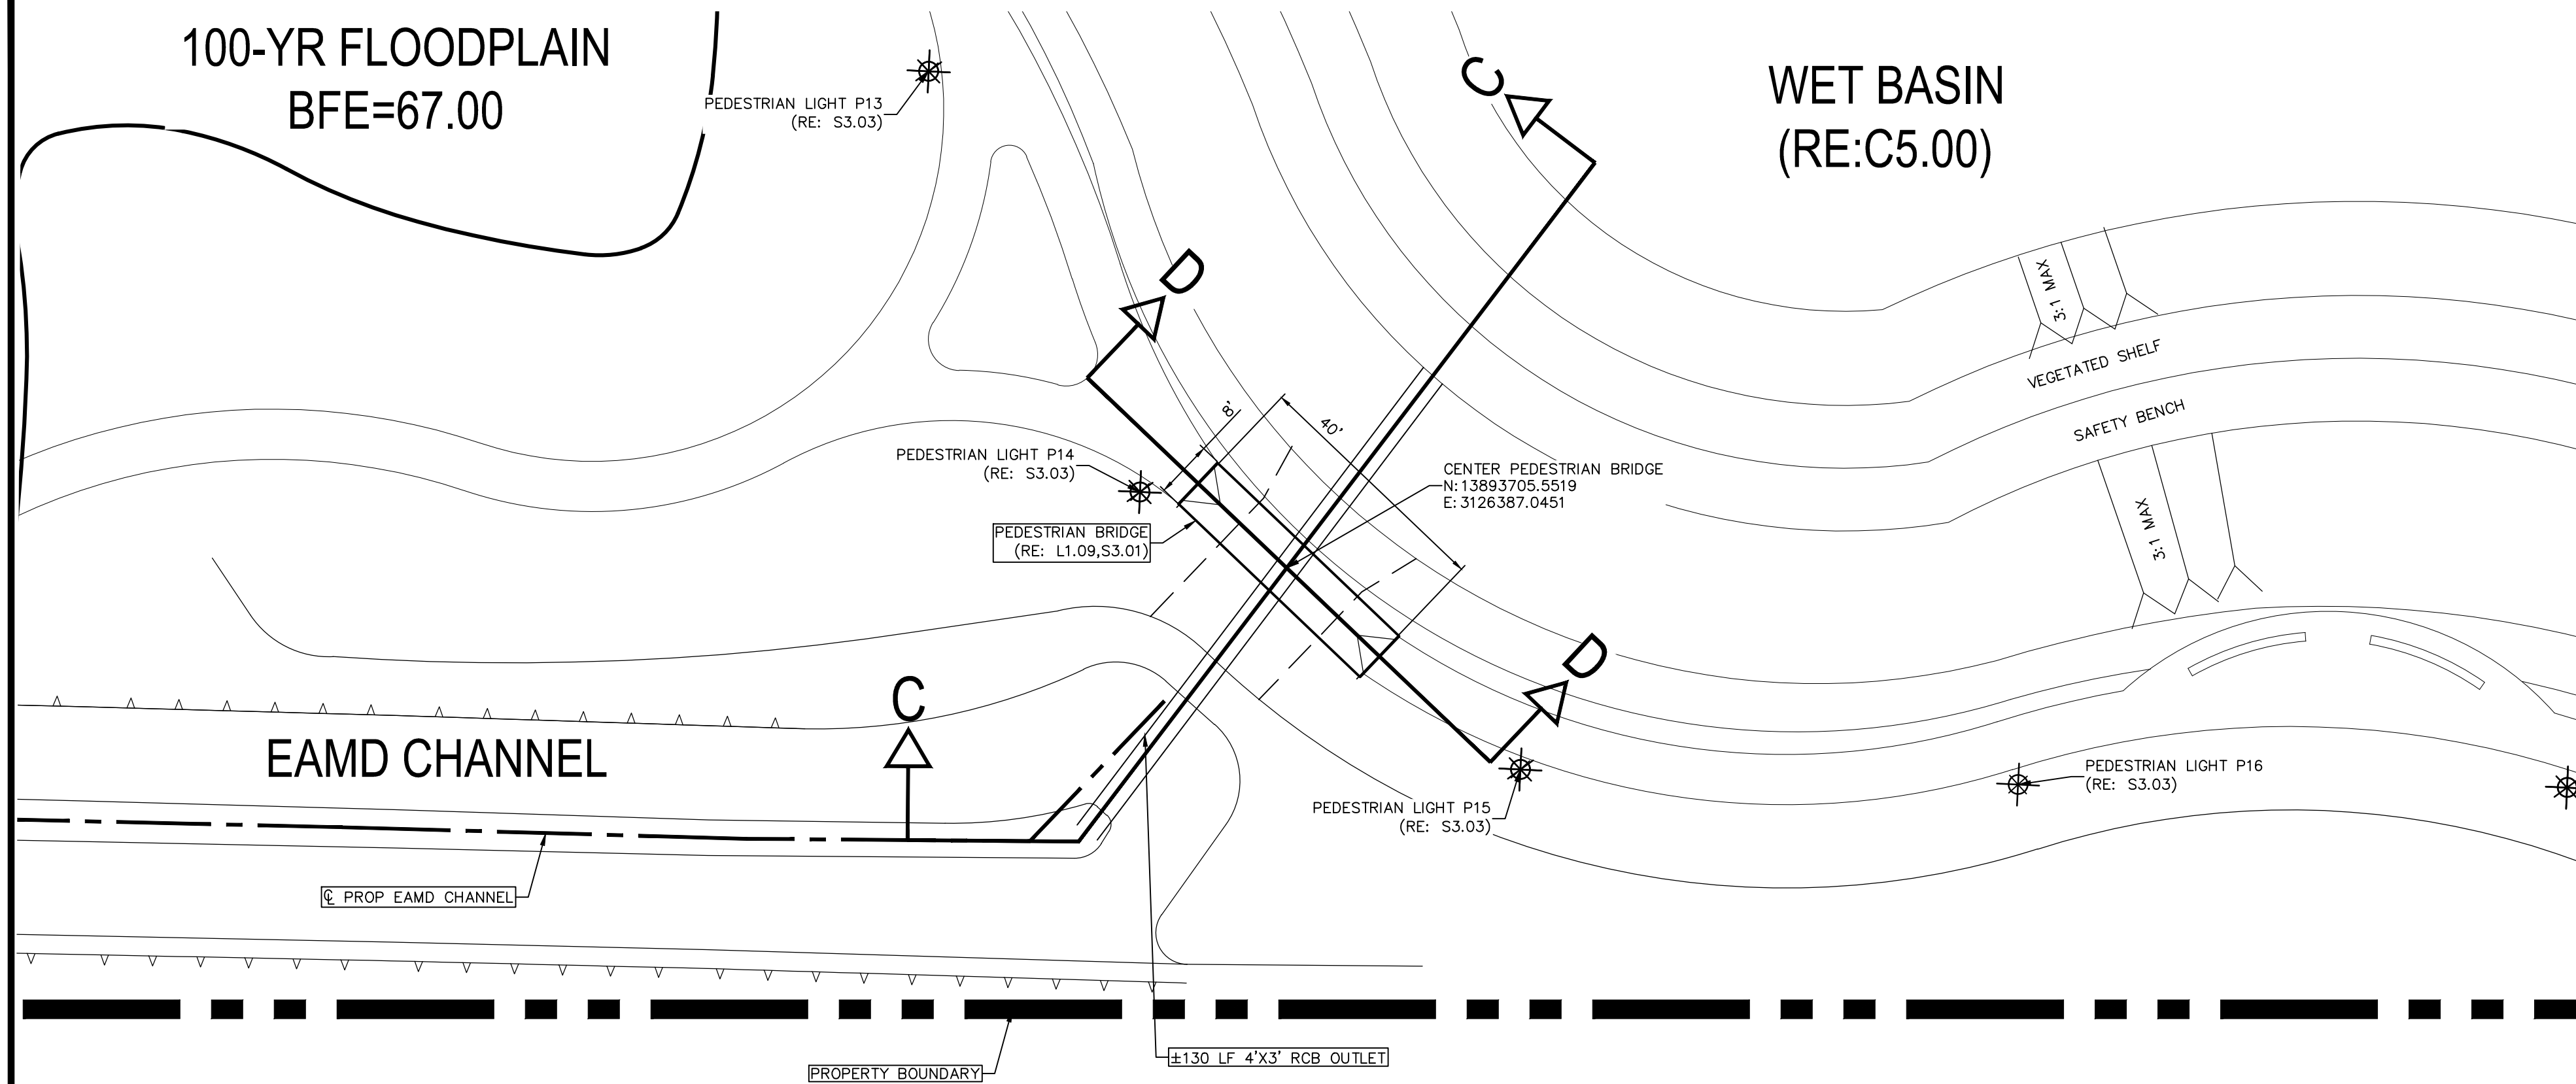 100-YR FLOODPLAIN
BFE=67.00
PEDESTRIAN LIGHT P13
(RE: S3.03)
C
WET BASIN
(RE:C5.00)
D
3:1 MAX
VEGETATED SHELF
SAFETY BENCH
3:1 MAX
8'
40'
PEDESTRIAN LIGHT P14
(RE: S3.03)
CENTER PEDESTRIAN BRIDGE
N:13893705.5519
E:3126387.0451
PEDESTRIAN BRIDGE
(RE: L1.09,S3.01)
D
C
EAMD CHANNEL
PEDESTRIAN LIGHT P15
(RE: S3.03)
PEDESTRIAN LIGHT P16
(RE: S3.03)
℄ PROP EAMD CHANNEL
±130 LF 4'X3' RCB OUTLET
PROPERTY BOUNDARY